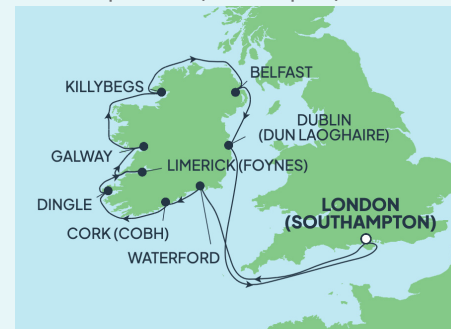 KILLYBEGS
BELFAST
DUBLIN
(DUN LAOGHAIRE)
GALWAY
LIMERICK (FOYNES)
DINGLE
LONDON
(SOUTHAMPTON)
CORK (COBH)
WATERFORD